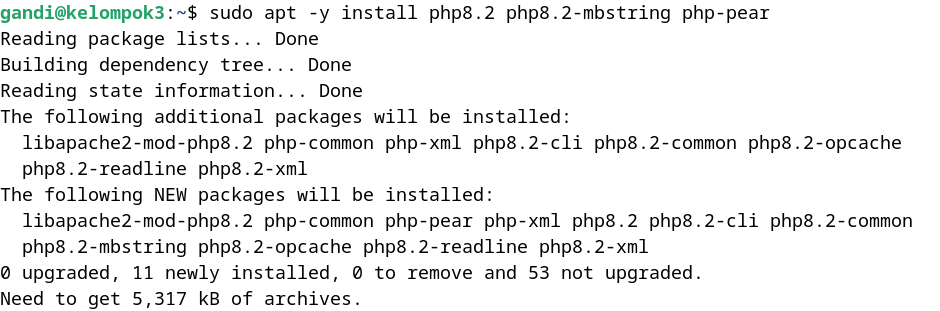 gandi@kelompok3:~$ sudo apt -y install php8.2 php8.2-mbstring php-pear
Reading package lists... Done
Building dependency tree... Done
Reading state information... Done
The following additional packages will be installed:
  libapache2-mod-php8.2 php-common php-xml php8.2-cli php8.2-common php8.2-opcache
  php8.2-readline php8.2-xml
The following NEW packages will be installed:
  libapache2-mod-php8.2 php-common php-pear php-xml php8.2 php8.2-cli php8.2-common
  php8.2-mbstring php8.2-opcache php8.2-readline php8.2-xml
0 upgraded, 11 newly installed, 0 to remove and 53 not upgraded.
Need to get 5,317 kB of archives.